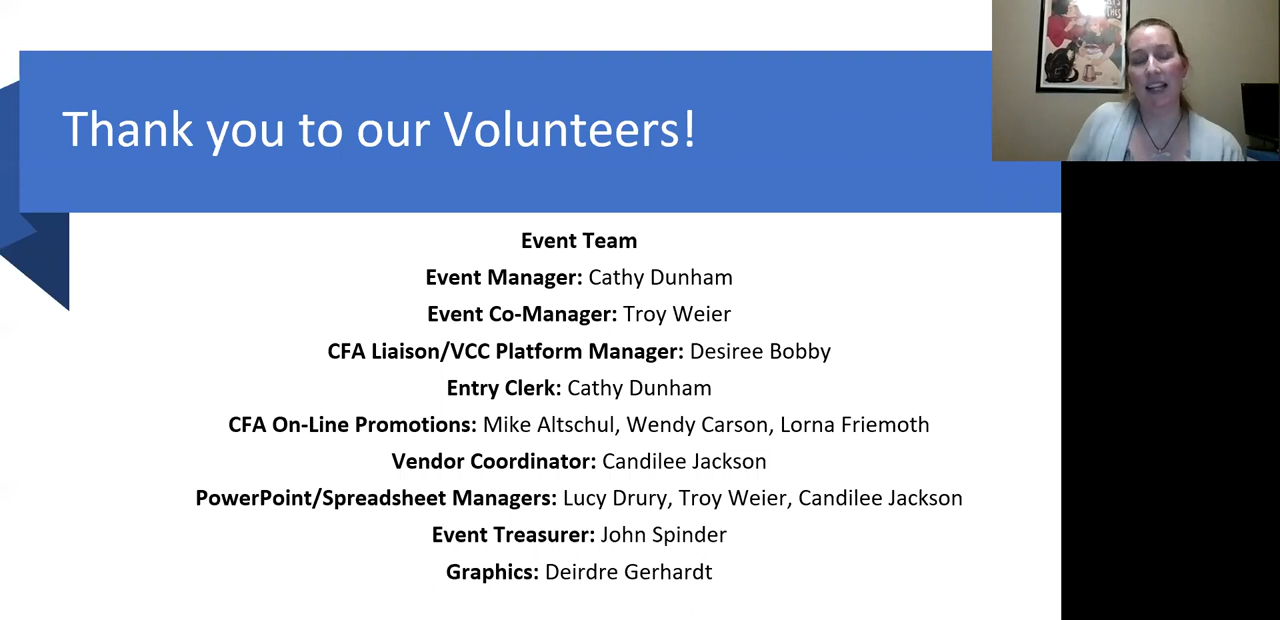 Thank you to our Volunteers!
Event Team
Event Manager: Cathy Dunham
Event Co-Manager: Troy Weier
CFA Liaison/VCC Platform Manager: Desiree Bobby
Entry Clerk: Cathy Dunham
CFA On-Line Promotions: Mike Altschul, Wendy Carson, Lorna Friemoth
Vendor Coordinator: Candilee Jackson
PowerPoint/Spreadsheet Managers: Lucy Drury, Troy Weier, Candilee Jackson
Event Treasurer: John Spinder
Graphics: Deirdre Gerhardt